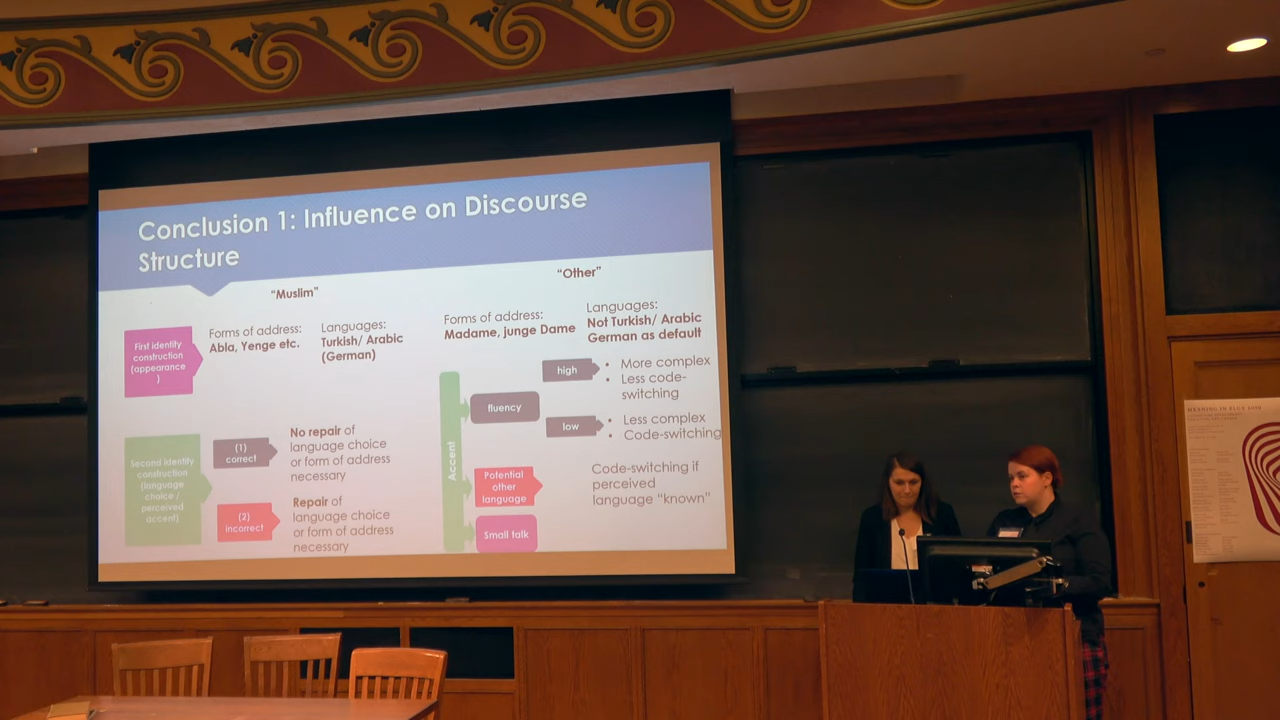 Conclusion 1: Influence on Discourse
Structure
"Muslim"
"Other"
First identity
construction
(appearance
)
Forms of address:
Abla, Yenge etc.
Languages:
Turkish/ Arabic
(German)
Forms of address:
Madame, junge Dame
Languages:
Not Turkish/ Arabic
German as default
Second identity
construction
(language
choice /
perceived
accent)
(1)
correct
No repair of
language choice
or form of address
necessary
(2)
incorrect
Repair of
language choice
or form of address
necessary
Accent
fluency
high
• More complex
• Less code-
switching
low
• Less complex
• Code-switching
Potential
other
language
Code-switching if
perceived
language "known"
Small talk
MEANING IN FLUX 2019